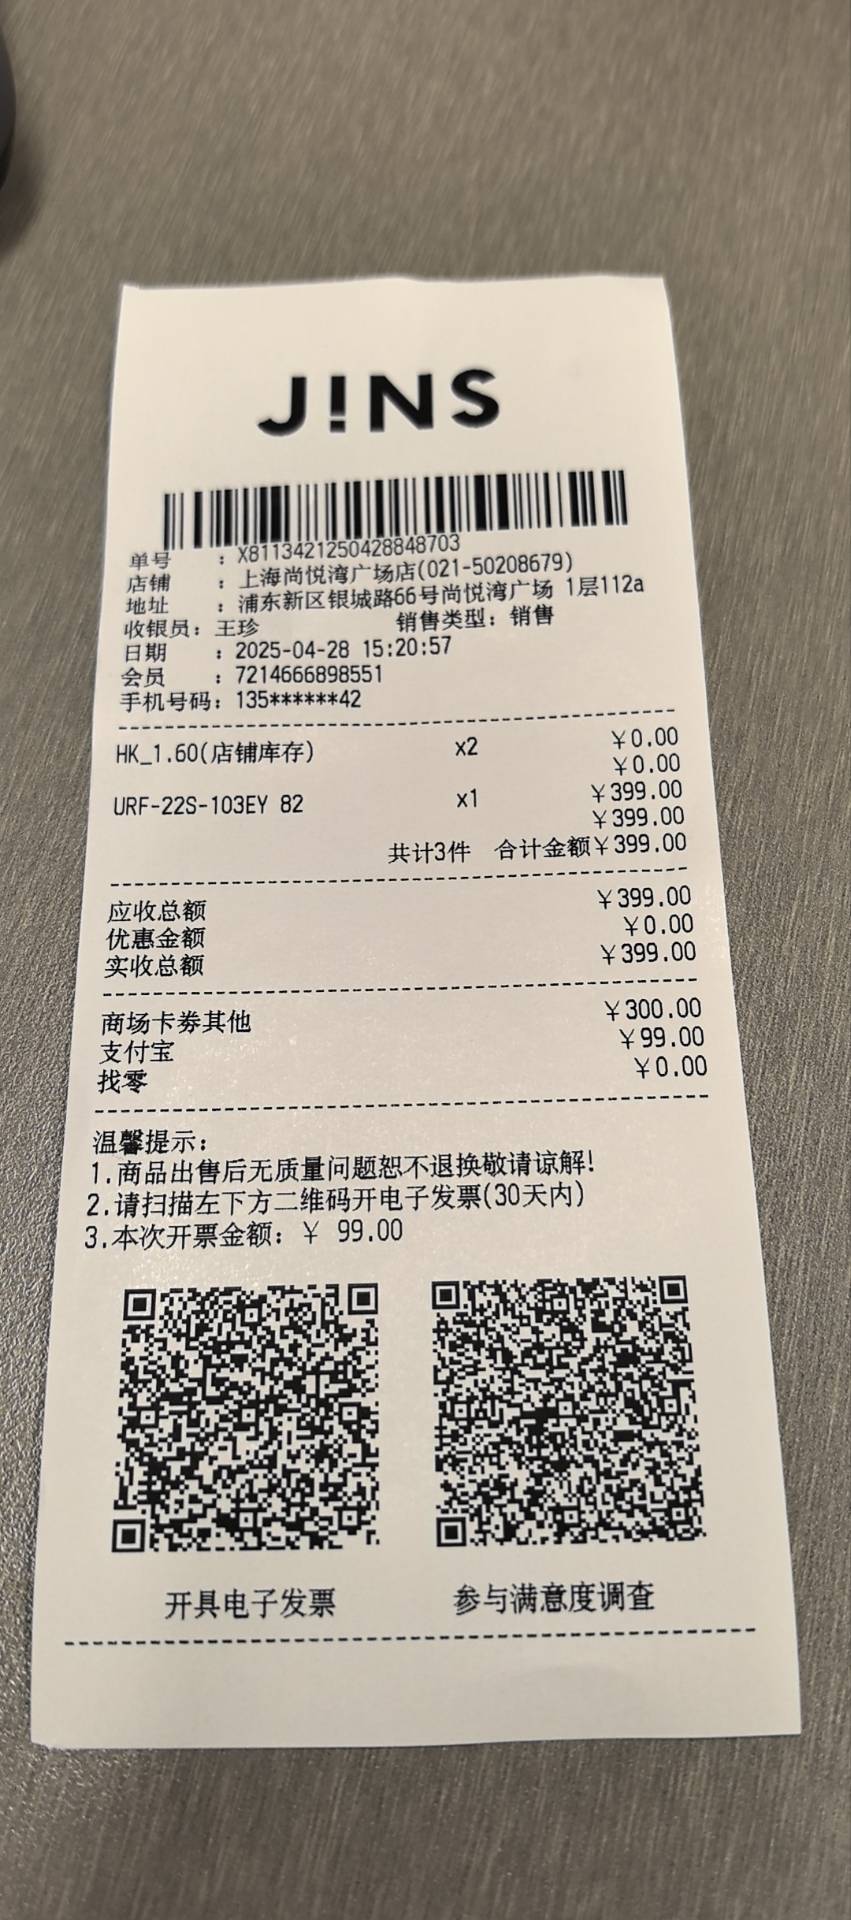 J!NS
单号 : X8113421250428848703
店铺 : 上海尚悦湾广场店(021-50208679)
地址 : 浦东新区银城路66号尚悦湾广场 1层112a
收银员: 王珍 销售类型: 销售
日期 : 2025-04-28 15:20:57
会员 : 7214666898551
手机号码: 135******42
HK_1.60(店铺库存) x2 ￥0.00
￥0.00
URF-22S-103EY 82 x1 ￥399.00
￥399.00
共计3件 合计金额￥399.00
应收总额 ￥399.00
优惠金额 ￥0.00
实收总额 ￥399.00
商场卡券其他 ￥300.00
支付宝 ￥99.00
找零 ￥0.00
温馨提示:
1.商品出售后无质量问题恕不退换敬请谅解!
2.请扫描左下方二维码开电子发票(30天内)
3.本次开票金额: ￥ 99.00
开具电子发票 参与满意度调查